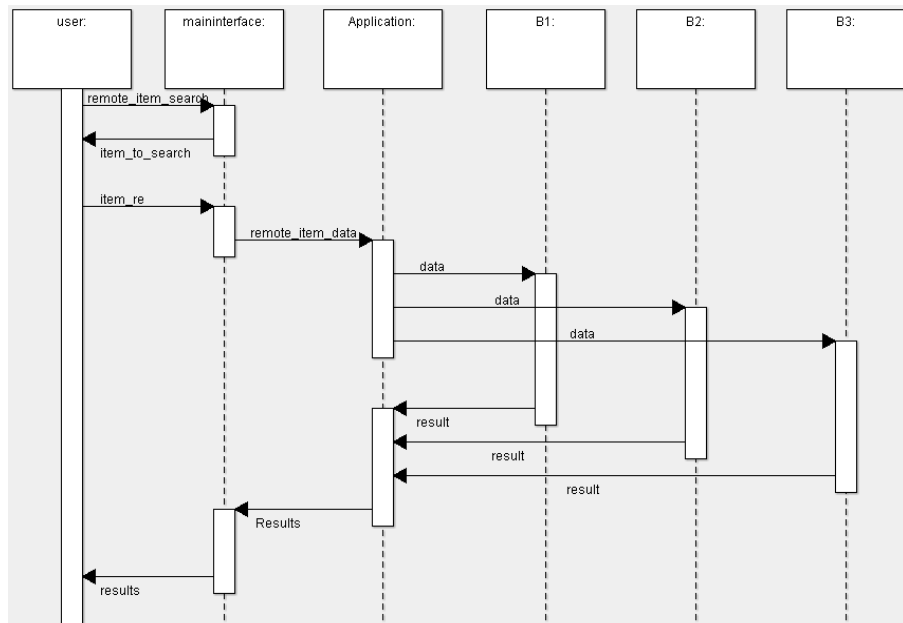 user:
maininterface:
Application:
B1:
B2:
B3:
remote_item_search
item_to_search
item_re
remote_item_data
data
data
data
result
result
result
Results
results